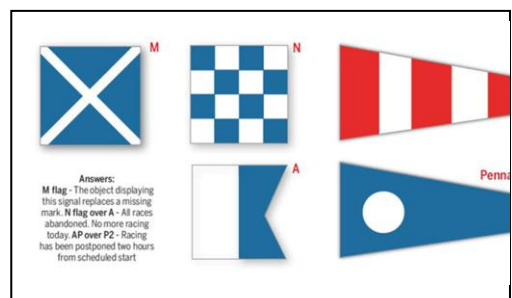 M
N
A
Penna
Answers:
M flag - The object displaying
this signal replaces a missing
mark. N flag over A - All races
abandoned. No more racing
today. AP over P2 - Racing
has been postponed two hours
from scheduled start